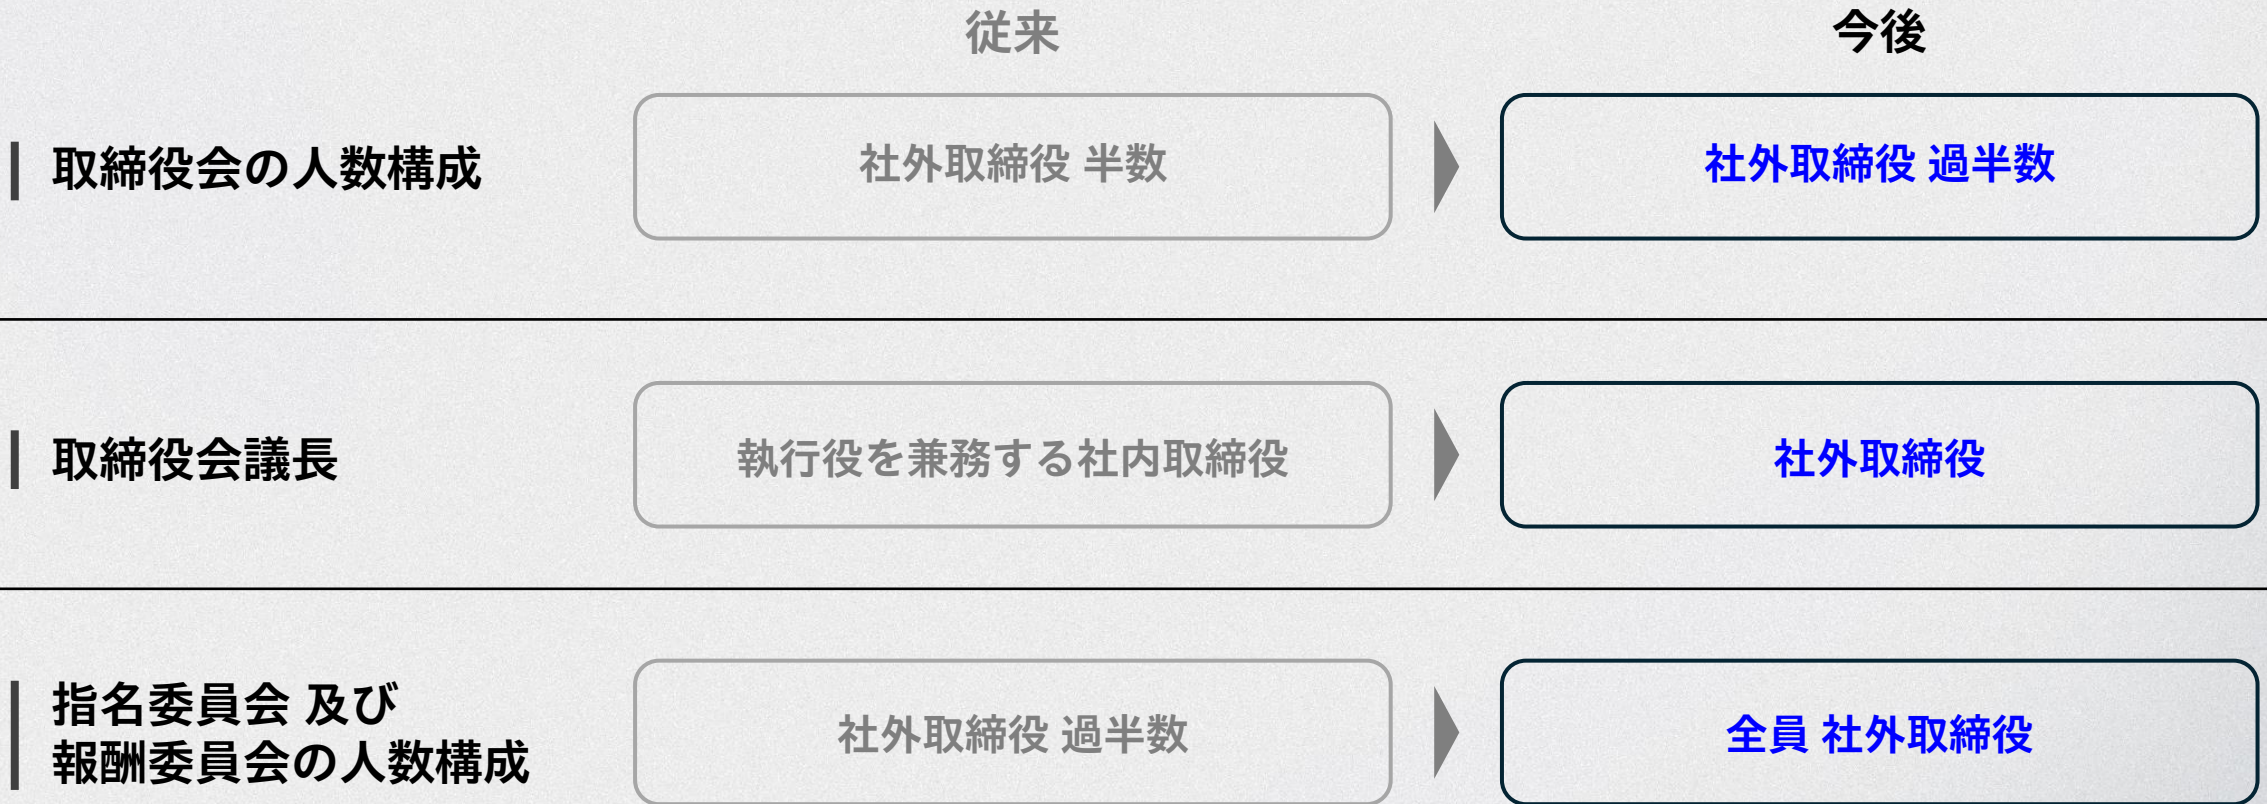 従来
今後
取締役会の人数構成
社外取締役 半数
社外取締役 過半数
取締役会議長
執行役を兼務する社内取締役
社外取締役
指名委員会 及び
報酬委員会の人数構成
社外取締役 過半数
全員 社外取締役